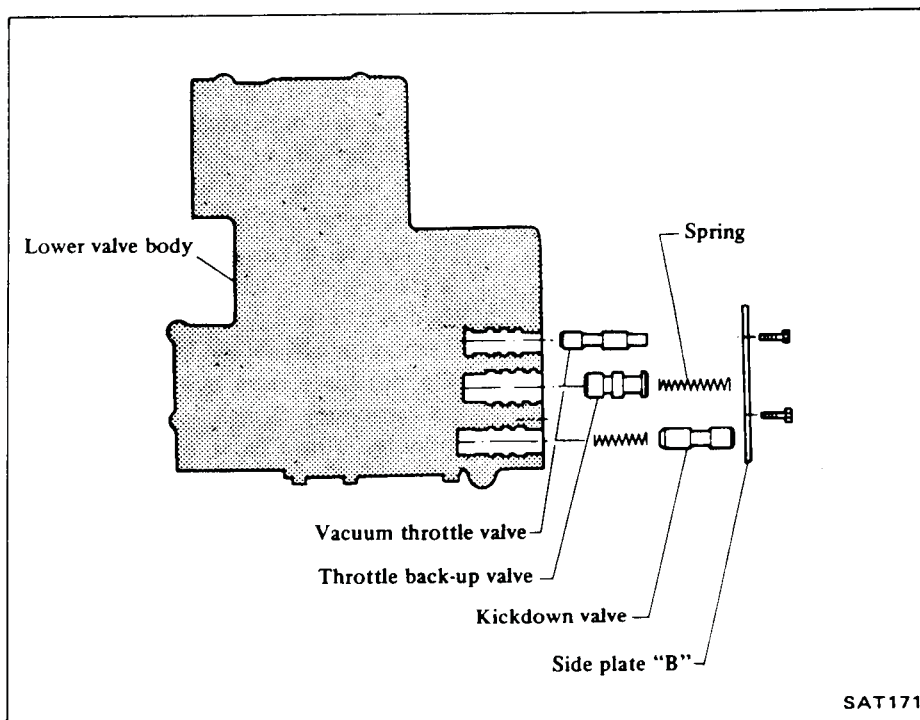 Spring
Lower valve body
Vacuum throttle valve
Throttle back-up valve
Kickdown valve
Side plate “B”
SAT171